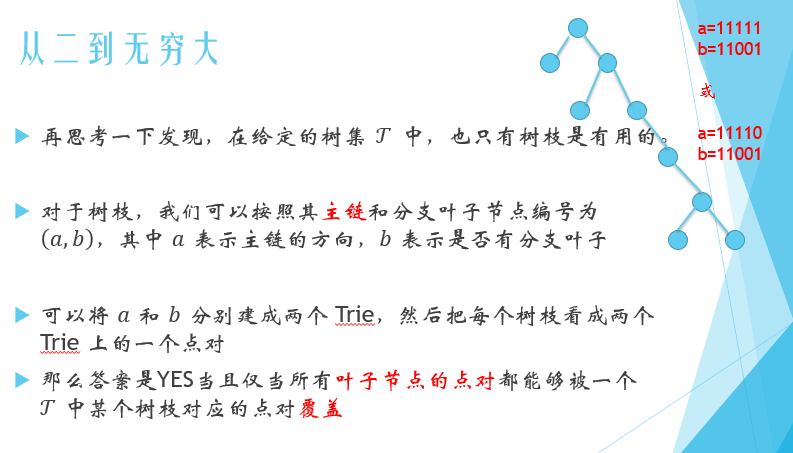 从二到无穷大
a=11111
b=11001
或
a=11110
b=11001
再思考一下发现，在给定的树集 𝒯 中，也只有树枝是有用的。
对于树枝，我们可以按照其主链和分支叶子节点编号为
(a,b)，其中 a 表示主链的方向，b 表示是否有分支叶子
可以将 a 和 b 分别建成两个 Trie，然后把每个树枝看成两个
Trie 上的一个点对
那么答案是YES当且仅当所有叶子节点的点对都能够被一个
𝒯 中某个树枝对应的点对覆盖